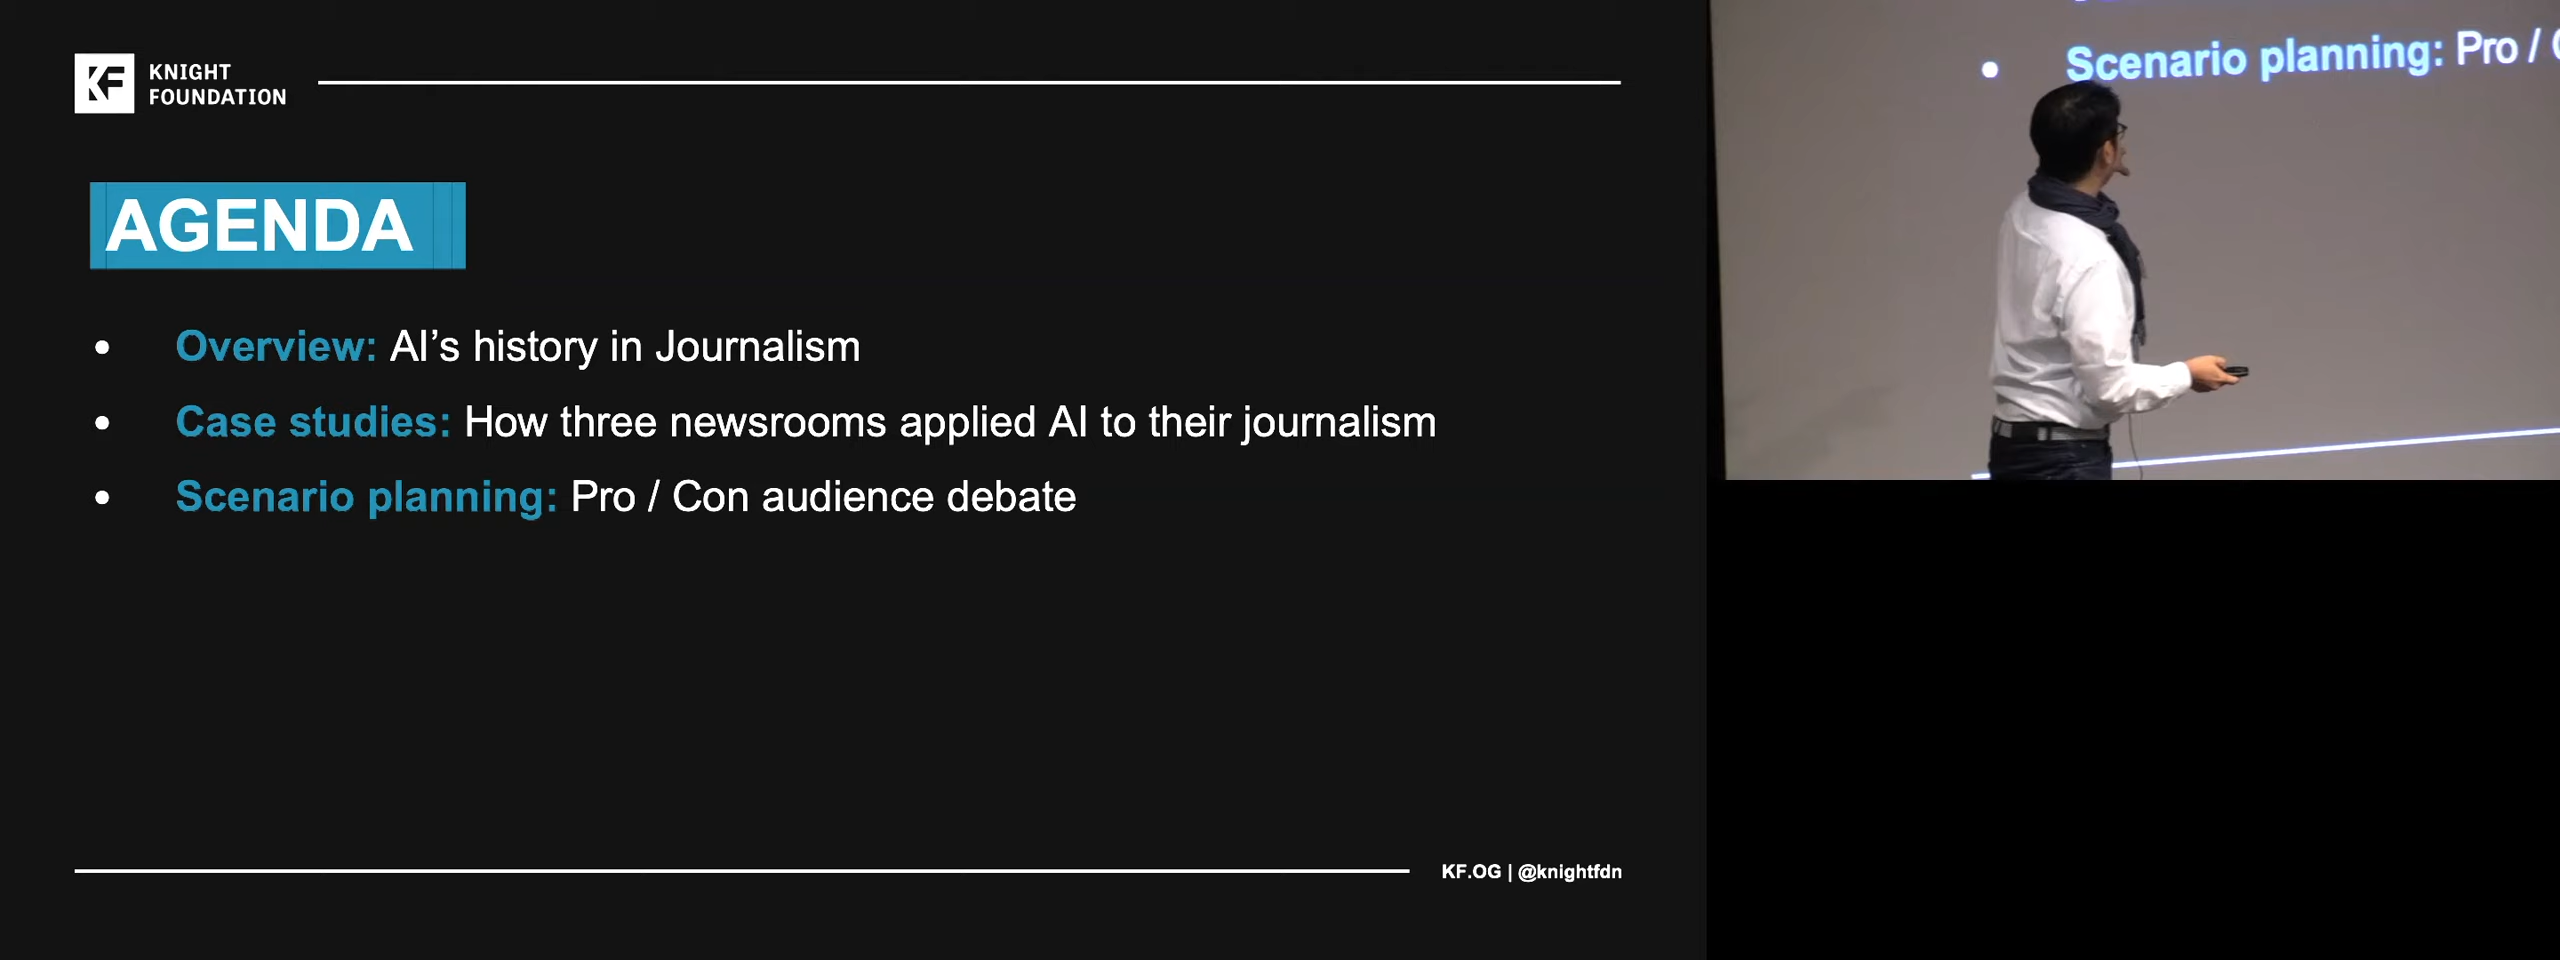 KNIGHT
FOUNDATION
AGENDA
• Overview: AI’s history in Journalism
• Case studies: How three newsrooms applied AI to their journalism
• Scenario planning: Pro / Con audience debate
KF.OG | @knightfdn
• Scenario planning: Pro /